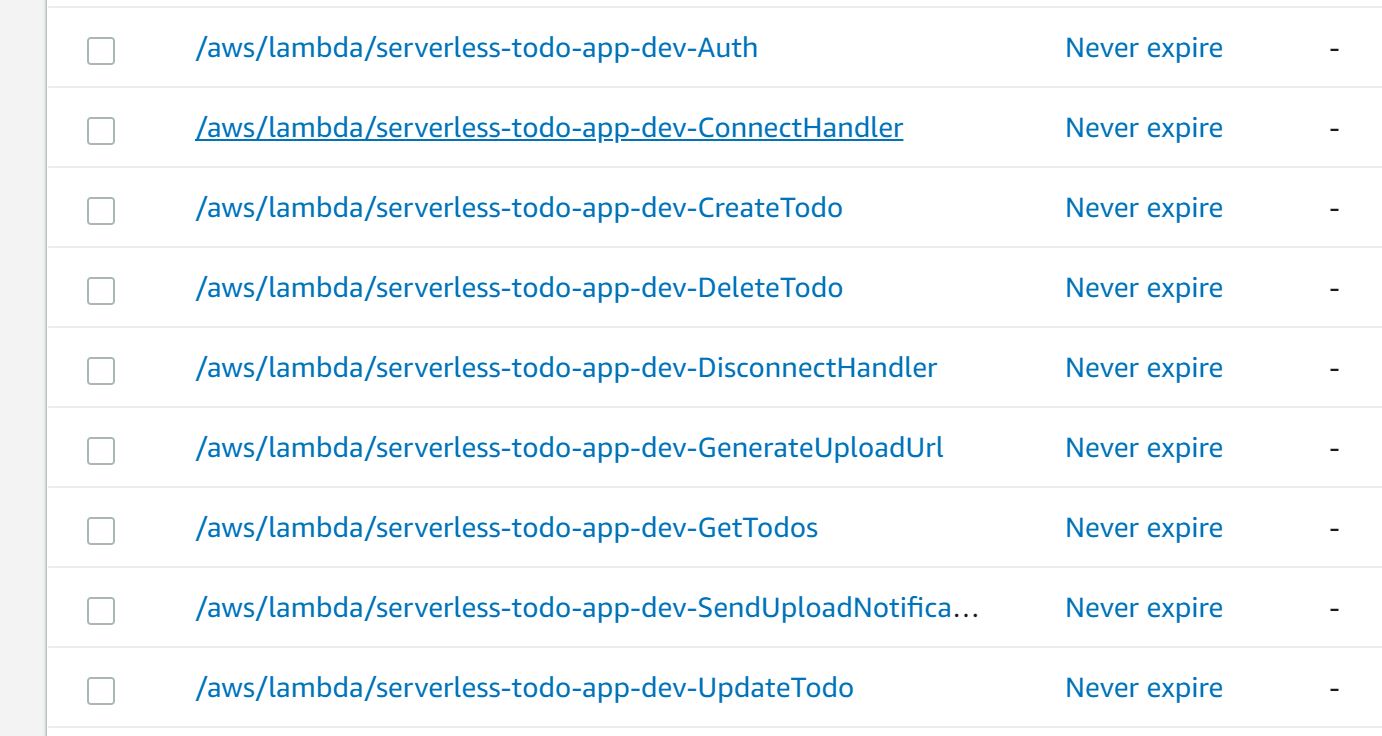 /aws/lambda/serverless-todo-app-dev-Auth Never expire -
/aws/lambda/serverless-todo-app-dev-ConnectHandler Never expire -
/aws/lambda/serverless-todo-app-dev-CreateTodo Never expire -
/aws/lambda/serverless-todo-app-dev-DeleteTodo Never expire -
/aws/lambda/serverless-todo-app-dev-DisconnectHandler Never expire -
/aws/lambda/serverless-todo-app-dev-GenerateUploadUrl Never expire -
/aws/lambda/serverless-todo-app-dev-GetTodos Never expire -
/aws/lambda/serverless-todo-app-dev-SendUploadNotifica... Never expire -
/aws/lambda/serverless-todo-app-dev-UpdateTodo Never expire -